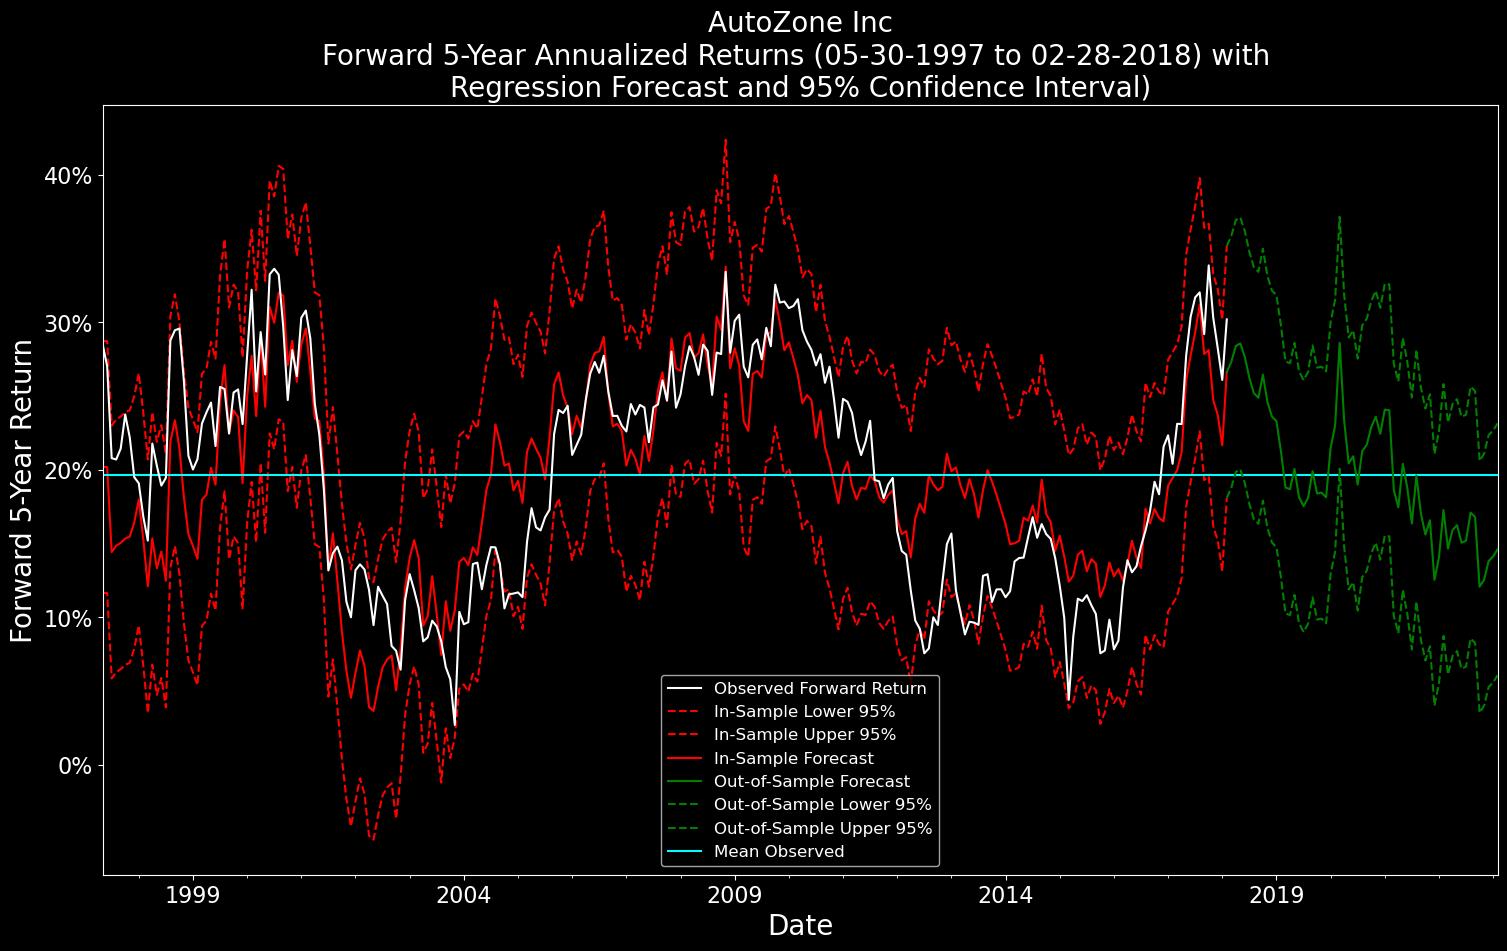 AutoZone Inc
Forward 5-Year Annualized Returns (05-30-1997 to 02-28-2018) with
Regression Forecast and 95% Confidence Interval)
Forward 5-Year Return
40%
30%
20%
10%
0%
Observed Forward Return
In-Sample Lower 95%
In-Sample Upper 95%
In-Sample Forecast
Out-of-Sample Forecast
Out-of-Sample Lower 95%
Out-of-Sample Upper 95%
Mean Observed
1999
2004
2009
2014
2019
Date